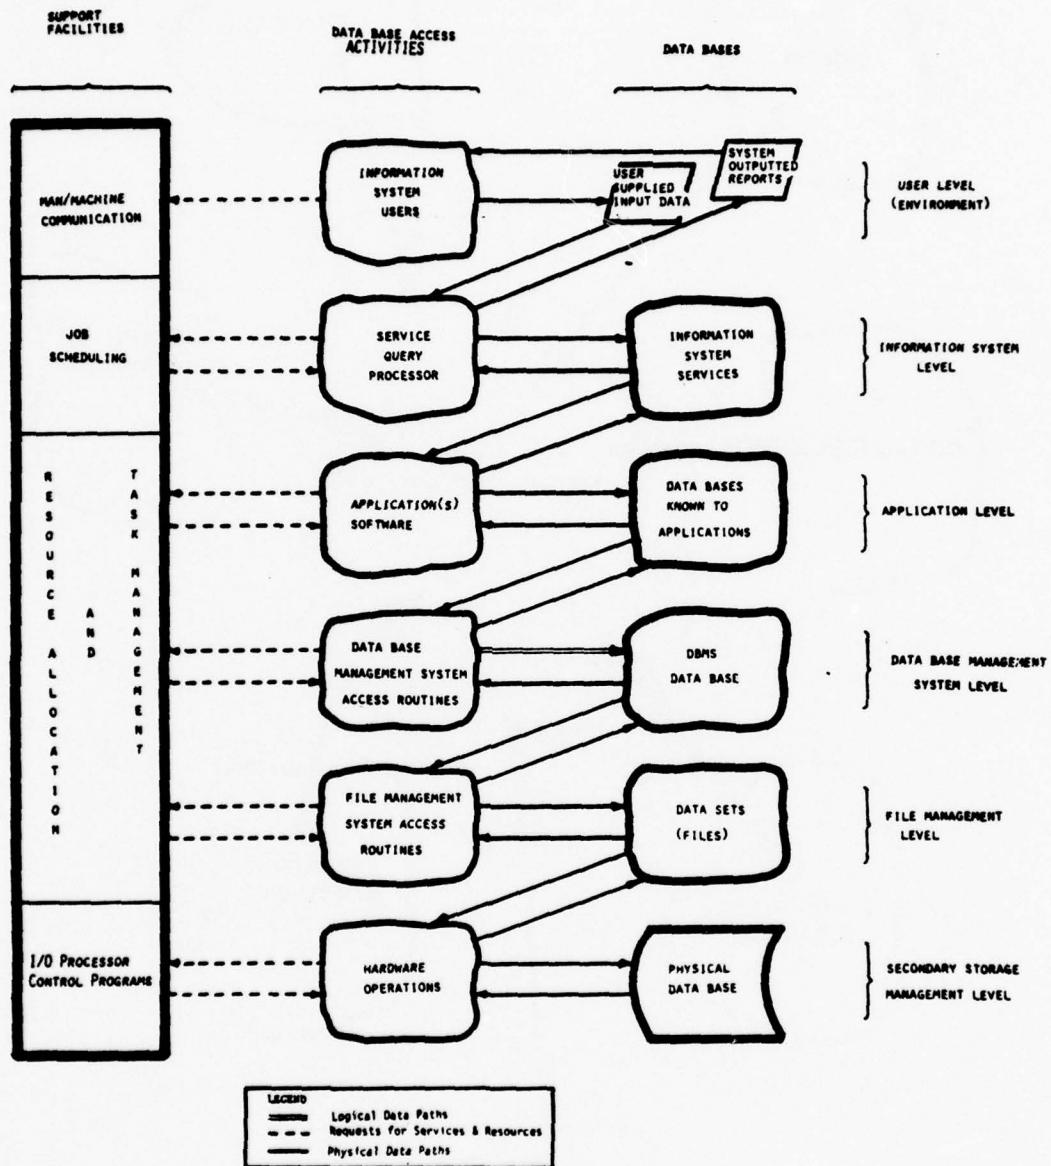 SUPPORT
FACILITIES
DATA BASE ACCESS
ACTIVITIES
DATA BASES
MAN/MACHINE
COMMUNICATION
INFORMATION
SYSTEM
USERS
USER
SUPPLIED
INPUT DATA
SYSTEM
OUTPUTTED
REPORTS
USER LEVEL
(ENVIRONMENT)
JOB
SCHEDULING
SERVICE
QUERY
PROCESSOR
INFORMATION
SYSTEM
SERVICES
INFORMATION SYSTEM
LEVEL
RESOURCE ALLOCATION
AND
TASK MANAGEMENT
APPLICATION(S)
SOFTWARE
DATA BASES
KNOWN TO
APPLICATIONS
APPLICATION LEVEL
DATA BASE
MANAGEMENT SYSTEM
ACCESS ROUTINES
DBMS
DATA BASE
DATA BASE MANAGEMENT
SYSTEM LEVEL
FILE MANAGEMENT
SYSTEM ACCESS
ROUTINES
DATA SETS
(FILES)
FILE MANAGEMENT
LEVEL
I/O PROCESSOR
CONTROL PROGRAMS
HARDWARE
OPERATIONS
PHYSICAL
DATA BASE
SECONDARY STORAGE
MANAGEMENT LEVEL
LEGEND
Logical Data Paths
Requests for Services & Resources
Physical Data Paths